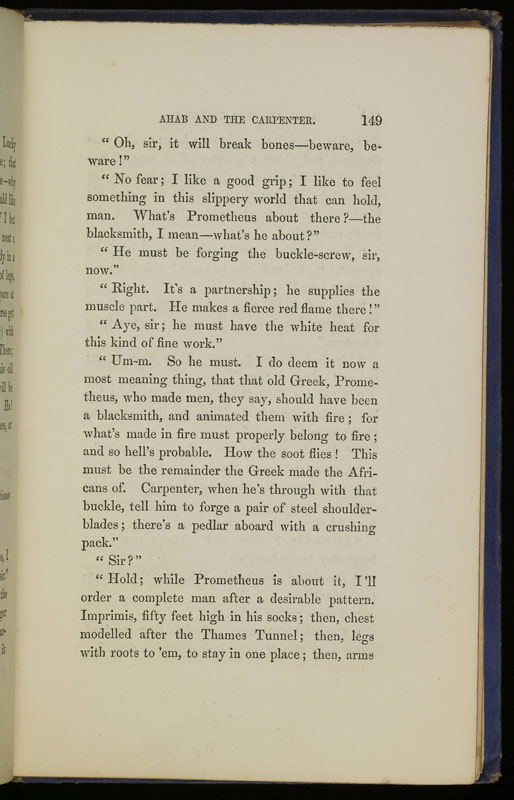 AHAB AND THE CARPENTER. 149
“ Oh, sir, it will break bones—beware, be-
ware!”
“ No fear; I like a good grip; I like to feel
something in this slippery world that can hold,
man. What's Prometheus about there?—the
blacksmith, I mean—what's he about?”
“ He must be forging the buckle-screw, sir,
now.”
“ Right. It's a partnership; he supplies the
muscle part. He makes a fierce red flame there!”
“ Aye, sir; he must have the white heat for
this kind of fine work.”
“ Um-m. So he must. I do deem it now a
most meaning thing, that that old Greek, Prome-
theus, who made men, they say, should have been
a blacksmith, and animated them with fire; for
what's made in fire must properly belong to fire;
and so hell's probable. How the soot flies! This
must be the remainder the Greek made the Afri-
cans of. Carpenter, when he's through with that
buckle, tell him to forge a pair of steel shoulder-
blades; there's a pedlar aboard with a crushing
pack.”
“ Sir?”
“ Hold; while Prometheus is about it, I'll
order a complete man after a desirable pattern.
Imprimis, fifty feet high in his socks; then, chest
modelled after the Thames Tunnel; then, legs
with roots to 'em, to stay in one place; then, arms